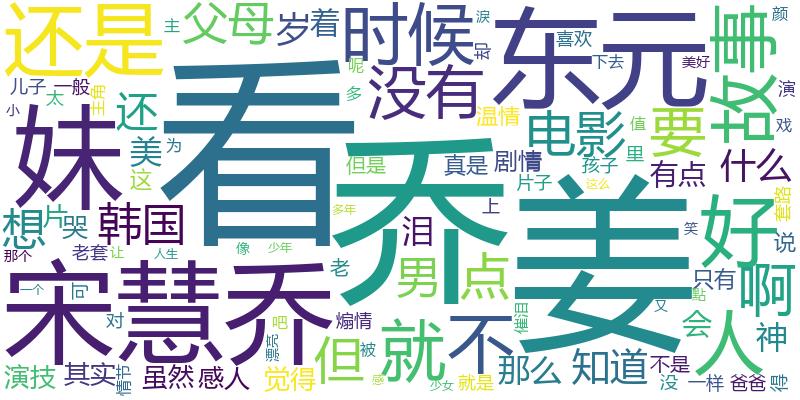 还是
主
父母
岁
着
时候
却
东元
涙
喜欢
下去
美好
故事
颜
儿子
一般
主角
小
太
妹
还
美
为
这
看
呢
多
没有
温情
电影
要
值
里
演
戏
但是
真是
剧情
孩子
有点
什么
片子
这么
套路
想
片
哭
韩国
多年
乔
泪
上
姜
笑
好
说
那个
老套
让
人生
像
少年
老
男
点
只有
啊
宋慧乔
一个
问
对
吧
煽情
漂亮
被
但
就
不
催泪
點
又
会
人
神
演技
其实
情节
虽然
感人
觉得
感
少女
就是
那么
知道
不是
没
一样
爸爸
得